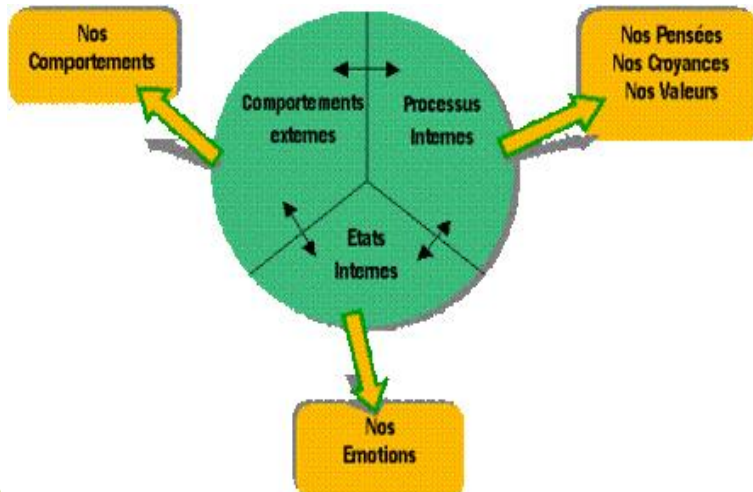 Nos
Comportements
Nos Pensées
Nos Croyances
Nos Valeurs
Comportements
externes
Processus
Internes
Etats
Internes
Nos
Emotions